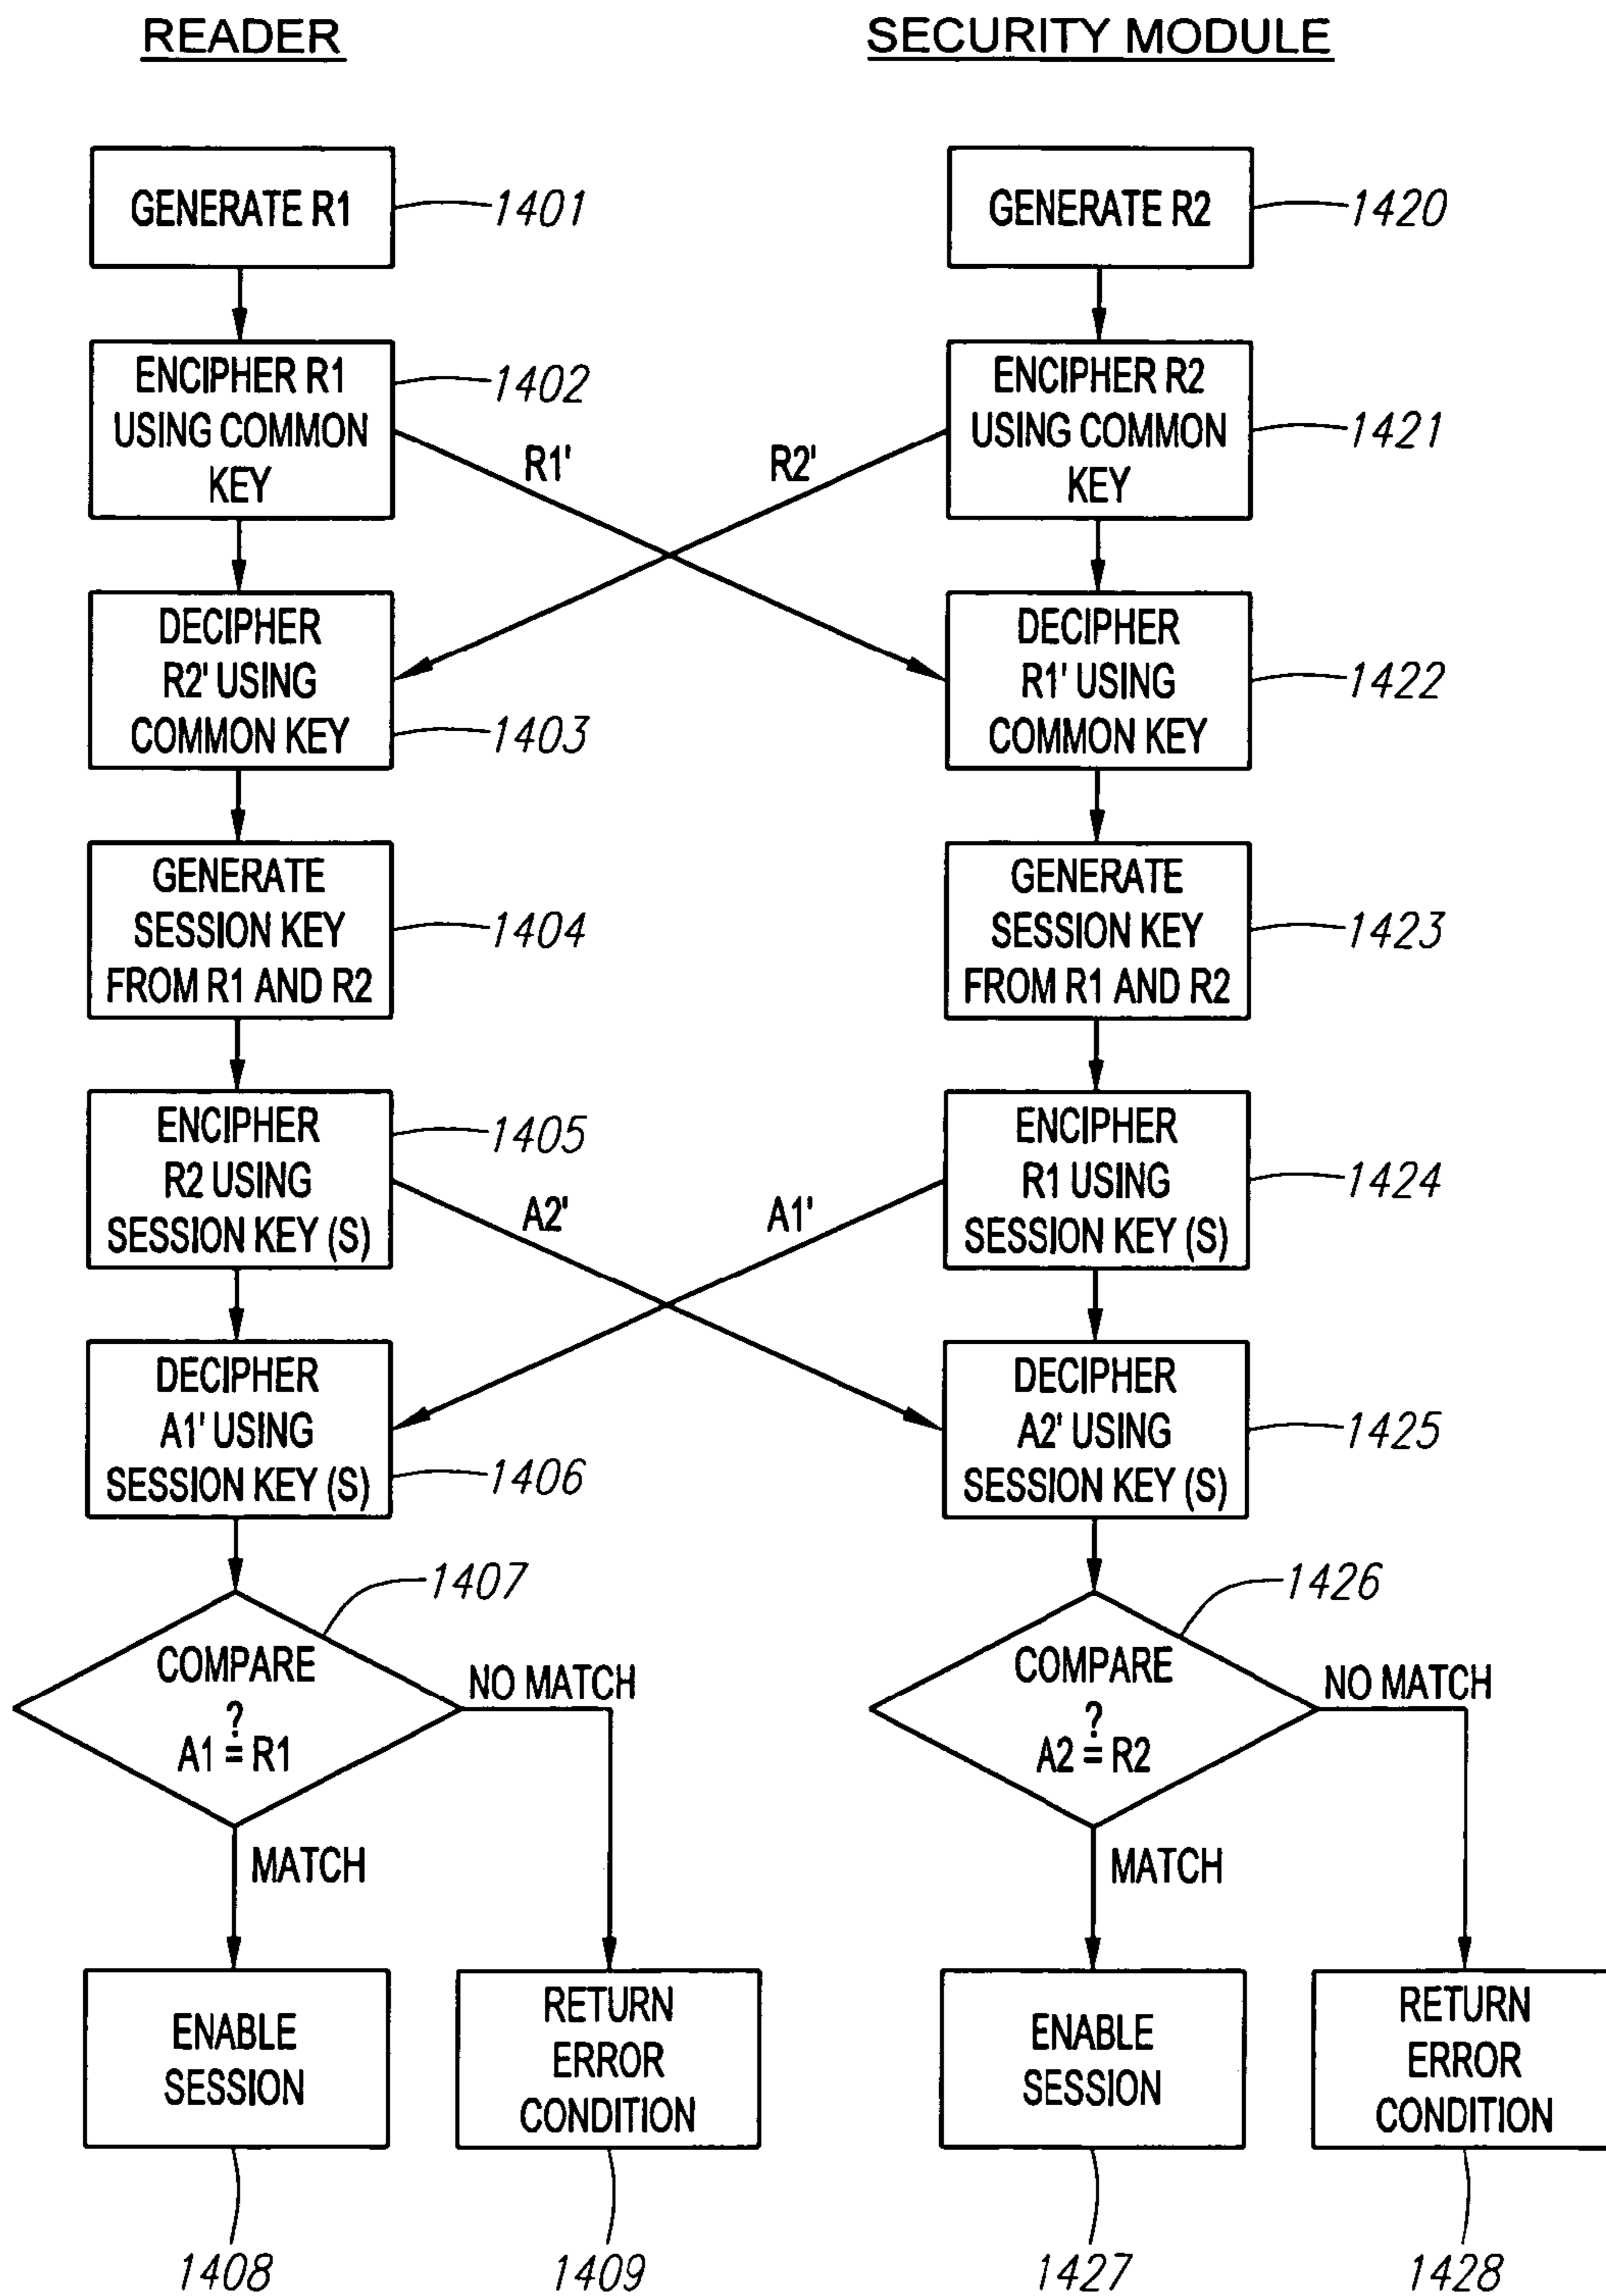 READER
SECURITY MODULE
GENERATE R1
1401
GENERATE R2
1420
ENCIPHER R1
USING COMMON
KEY
1402
ENCIPHER R2
USING COMMON
KEY
1421
R1'
R2'
DECIPHER
R2' USING
COMMON KEY
1403
DECIPHER
R1' USING
COMMON KEY
1422
GENERATE
SESSION KEY
FROM R1 AND R2
1404
GENERATE
SESSION KEY
FROM R1 AND R2
1423
ENCIPHER
R2 USING
SESSION KEY (S)
1405
ENCIPHER
R1 USING
SESSION KEY (S)
1424
A2'
A1'
DECIPHER
A1' USING
SESSION KEY (S)
1406
DECIPHER
A2' USING
SESSION KEY (S)
1425
1407
COMPARE
?
A1 = R1
NO MATCH
MATCH
1426
COMPARE
?
A2 = R2
NO MATCH
MATCH
ENABLE
SESSION
RETURN
ERROR
CONDITION
ENABLE
SESSION
RETURN
ERROR
CONDITION
1408
1409
1427
1428